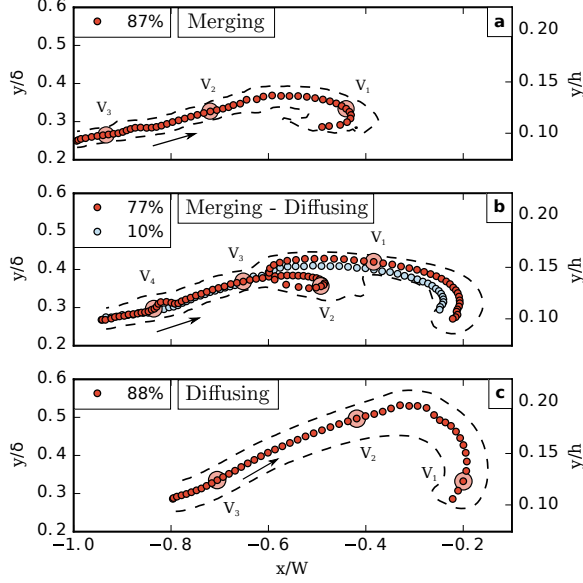 0.6
87%
Merging
a
0.20
0.5
y/δ
0.4
V₃
V₂
V₁
0.15
y/h
0.3
0.10
0.2
0.6
77%
Merging - Diffusing
b
10%
0.20
0.5
y/δ
0.4
V₄
V₃
V₁
V₂
0.15
y/h
0.3
0.10
0.2
0.6
88%
Diffusing
c
0.20
0.5
y/δ
0.4
V₃
V₂
V₁
0.15
y/h
0.3
0.10
0.2
−1.0 −0.8 −0.6 −0.4 −0.2
x/W